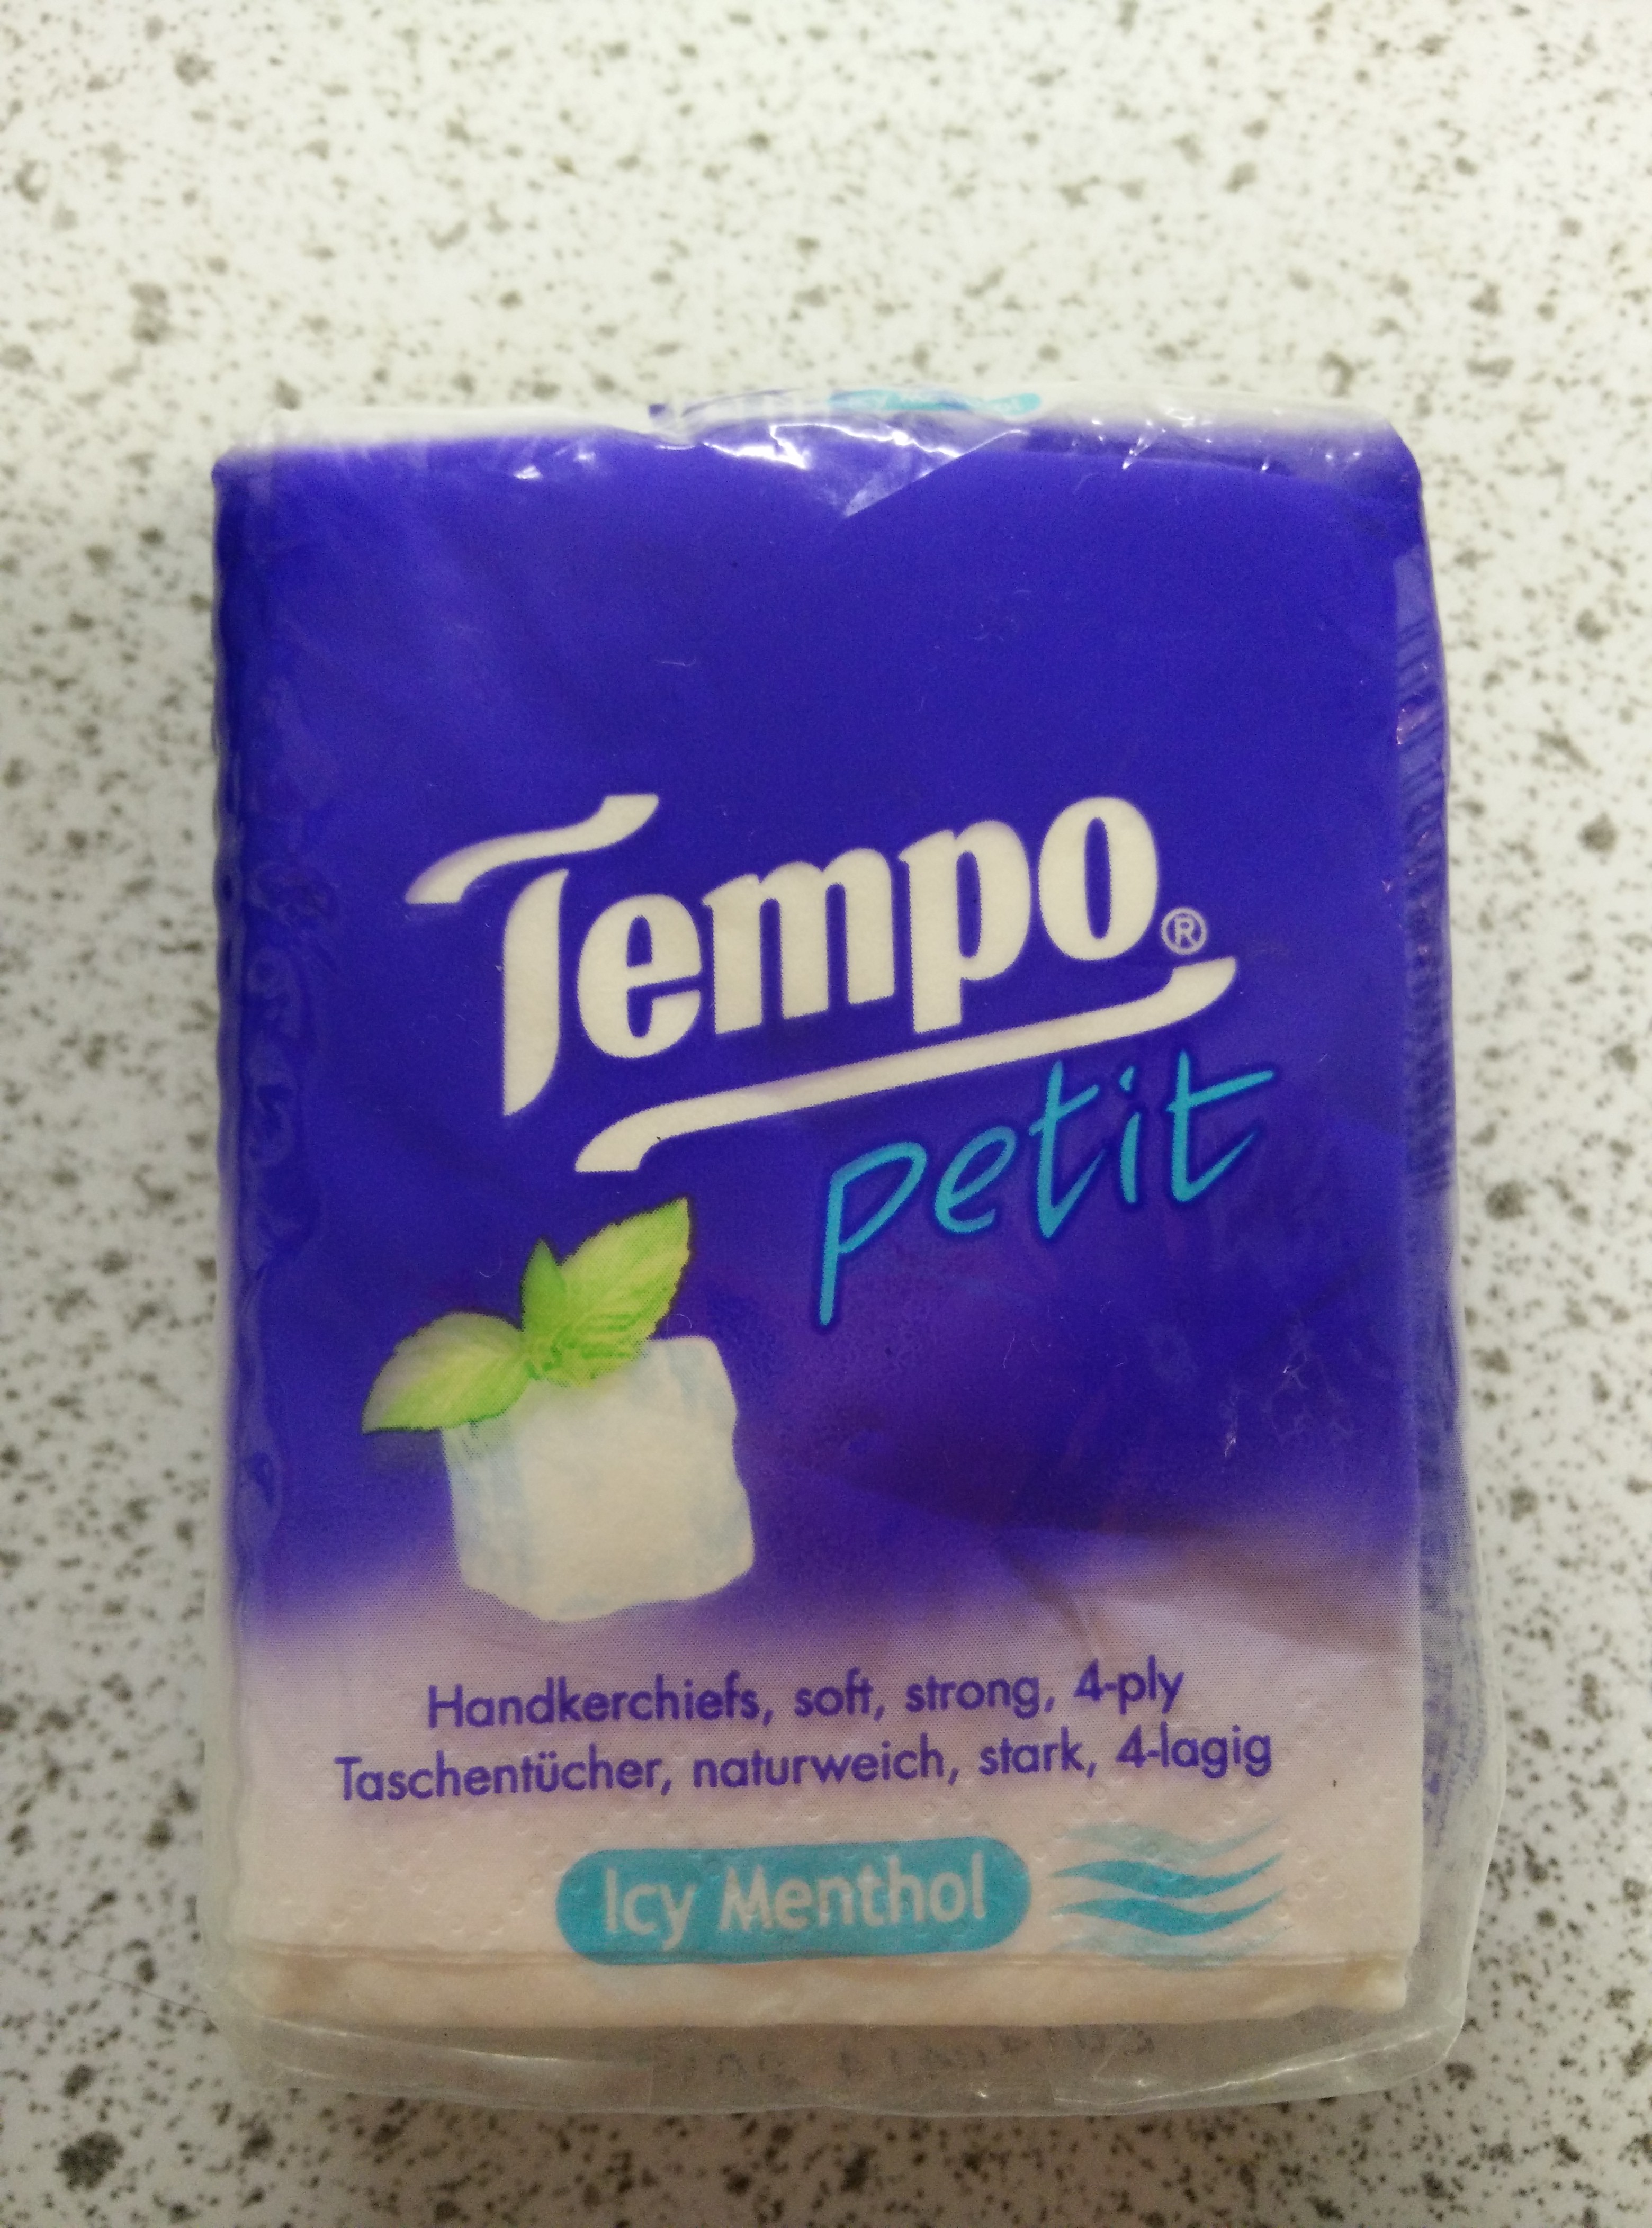 Tempo®
petit
Handkerchiefs, soft, strong, 4-ply
Taschentücher, naturweich, stark, 4-lagig
Icy Menthol